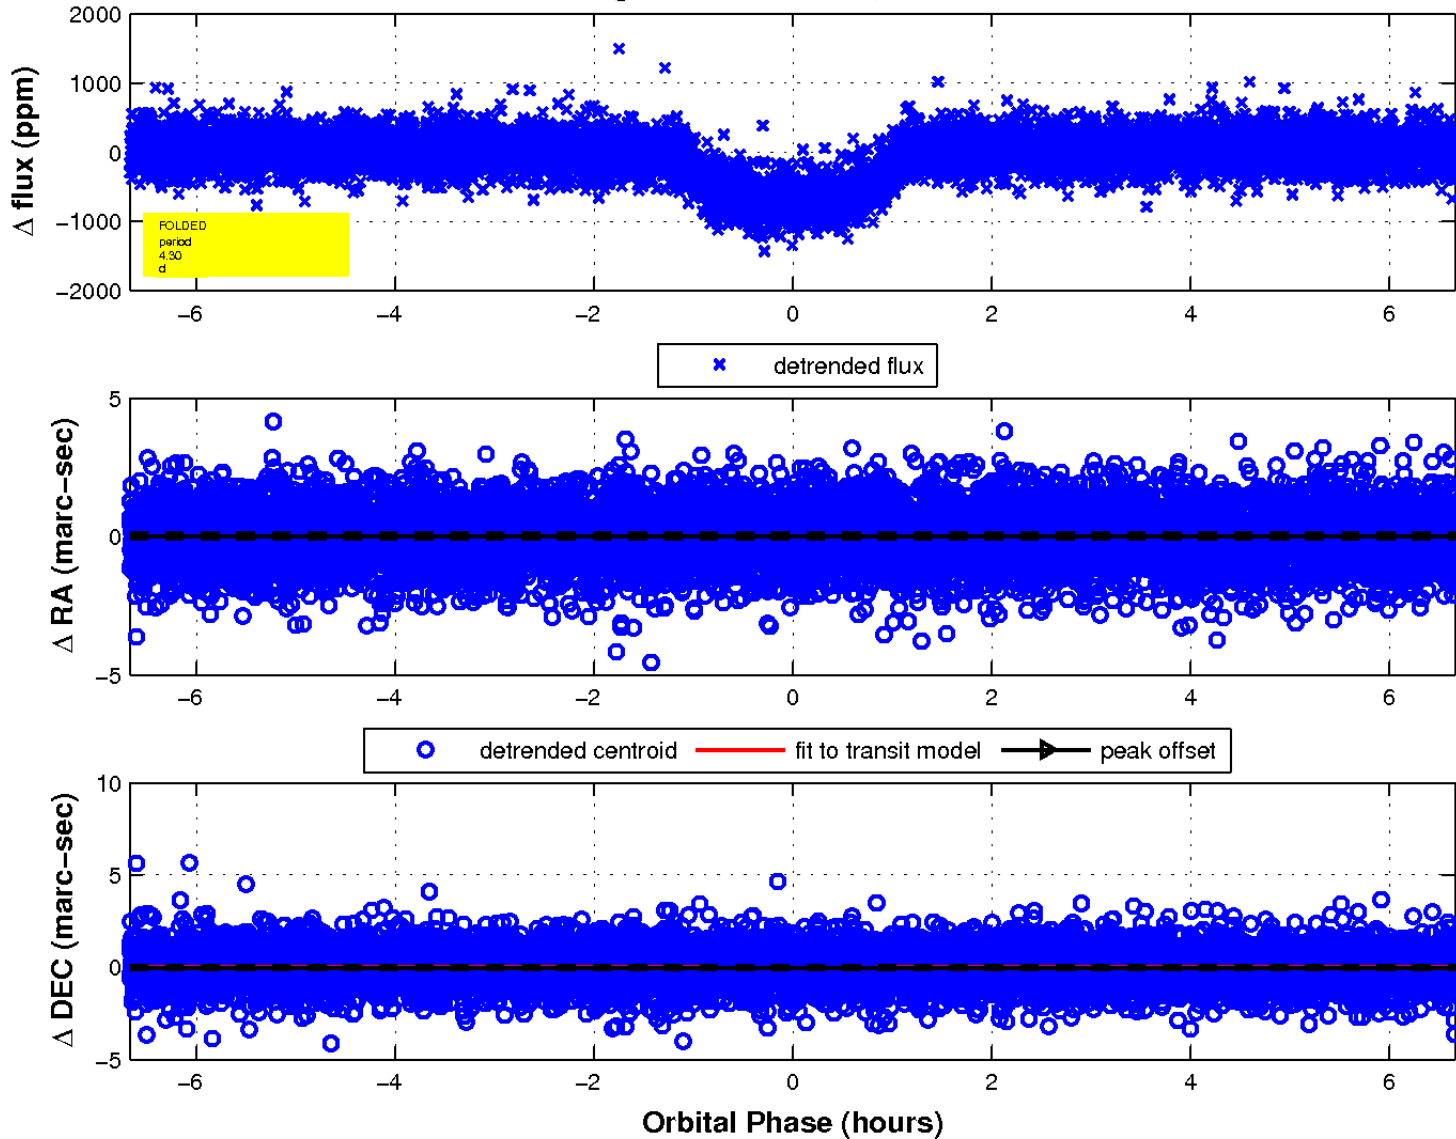 2000
1000
0
−1000
−2000
Δ flux (ppm)
FOLDED
period
4.30
d
−6 −4 −2 0 2 4 6
detrended flux
5
0
−5
Δ RA (marc−sec)
−6 −4 −2 0 2 4 6
detrended centroid fit to transit model peak offset
10
5
0
−5
Δ DEC (marc−sec)
−6 −4 −2 0 2 4 6
Orbital Phase (hours)